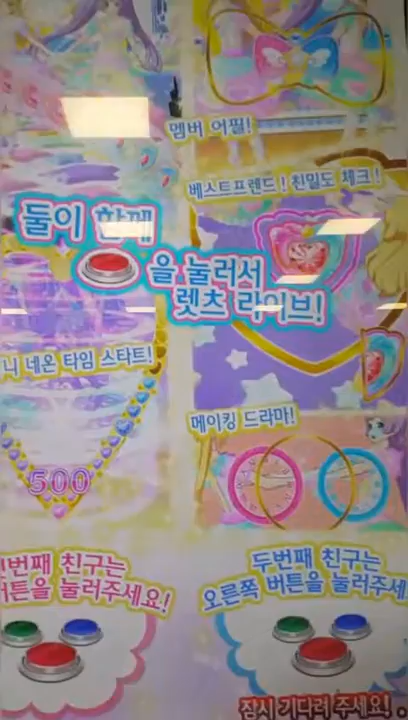 멤버 어필!
베스트프렌드! 친밀도 체크!
둘이 함께
을 눌러서
렛츠 라이브!
니 네온 타임 스타트!
500
메이킹 드라마!
친구는
버튼을 눌러주세요!
두번째 친구는
오른쪽 버튼을 눌러주세
잠시 기다려 주세요!